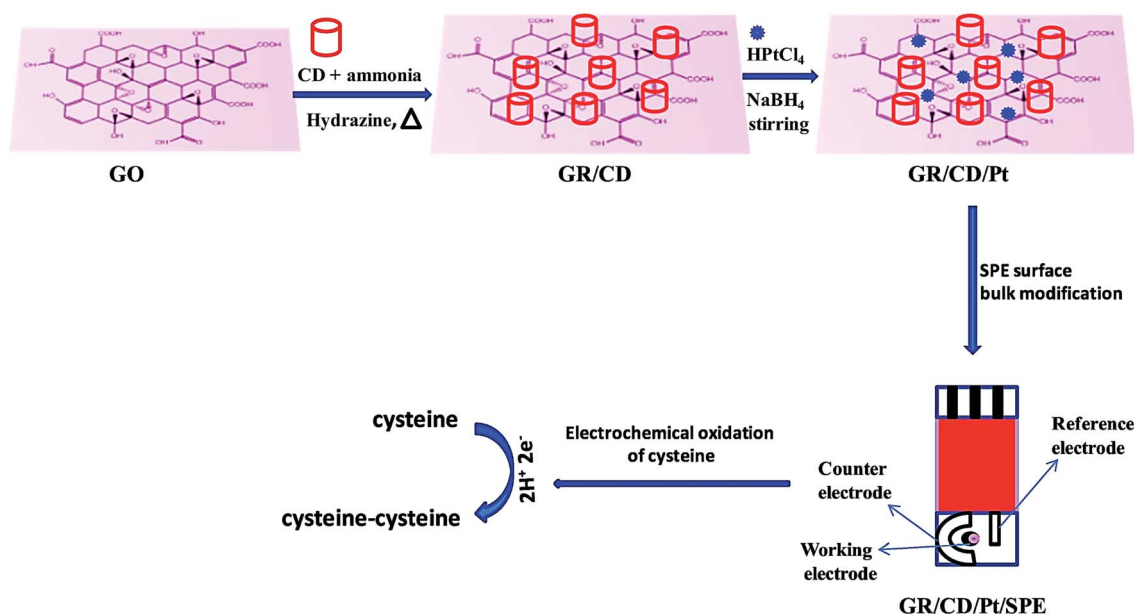 CD + ammonia
Hydrazine, Δ
HPtCl4
NaBH4
stirring
GO
GR/CD
GR/CD/Pt
SPE surface
bulk modification
cysteine
2H+ 2e-
cysteine-cysteine
Electrochemical oxidation
of cysteine
Reference
electrode
Counter
electrode
Working
electrode
GR/CD/Pt/SPE